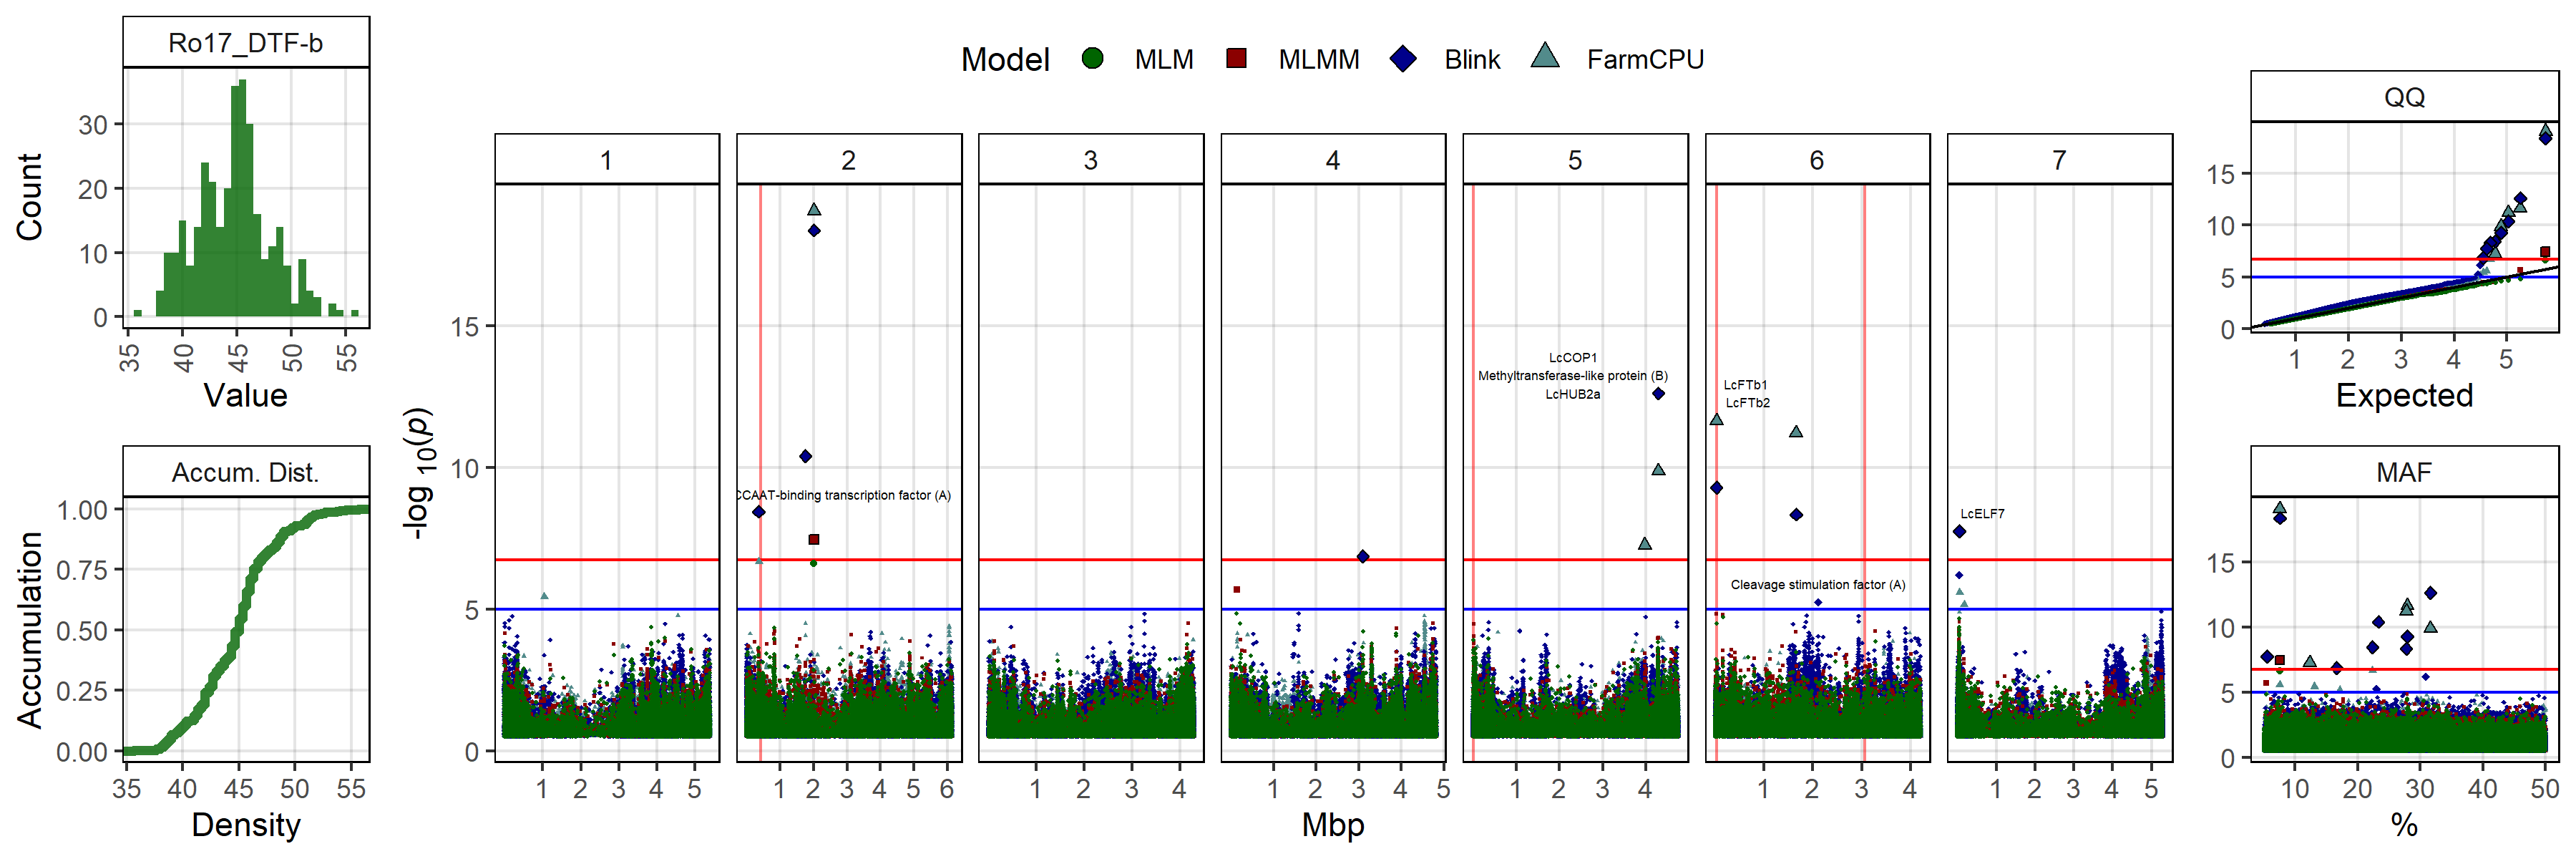 Ro17_DTF-b
Count
30
20
10
0
35 40 45 50 55
Value
Accum. Dist.
Accumulation
1.00
0.75
0.50
0.25
0.00
35 40 45 50 55
Density
Model MLM MLMM Blink FarmCPU
-log 10(p)
15
10
5
0
1 2 3 4 5 6 7
CCAAT-binding transcription factor (A)
LcCOP1
Methyltransferase-like protein (B)
LcHUB2a
LcFTb1
LcFTb2
Cleavage stimulation factor (A)
LcELF7
1 2 3 4 5
1 2 3 4 5 6
1 2 3 4
1 2 3 4 5
1 2 3 4
1 2 3 4
1 2 3 4 5
Mbp
QQ
15
10
5
0
1 2 3 4 5
Expected
MAF
15
10
5
0
10 20 30 40 50
%